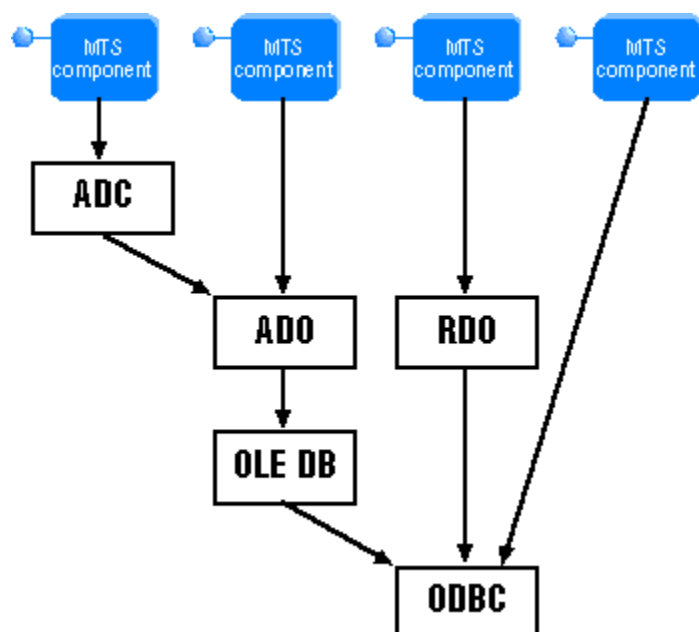 MTS
component
MTS
component
MTS
component
MTS
component
ADC
ADO
RDO
OLE DB
ODBC